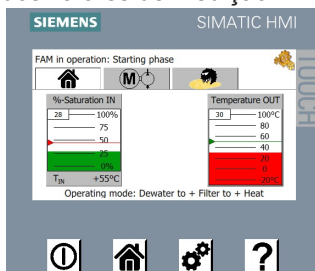 SIEMENS
SIMATIC HMI
TOUCH
FAM in operation: Starting phase
M
%-Saturation IN
28
100%
75
50
25
0%
T_IN +55°C
Temperature OUT
30
100°C
80
60
40
20
0
-20°C
Operating mode: Dewater to + Filter to + Heat
?